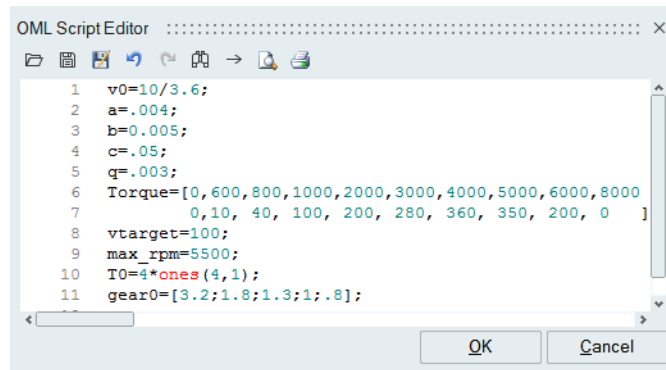 OML Script Editor
1 v0=10/3.6;
2 a=.004;
3 b=0.005;
4 c=.05;
5 q=.003;
6 Torque=[0,600,800,1000,2000,3000,4000,5000,6000,8000
7 0,10, 40, 100, 200, 280, 360, 350, 200, 0 ]
8 vtarget=100;
9 max_rpm=5500;
10 T0=4*ones(4,1);
11 gear0=[3.2;1.8;1.3;1;.8];
OK Cancel